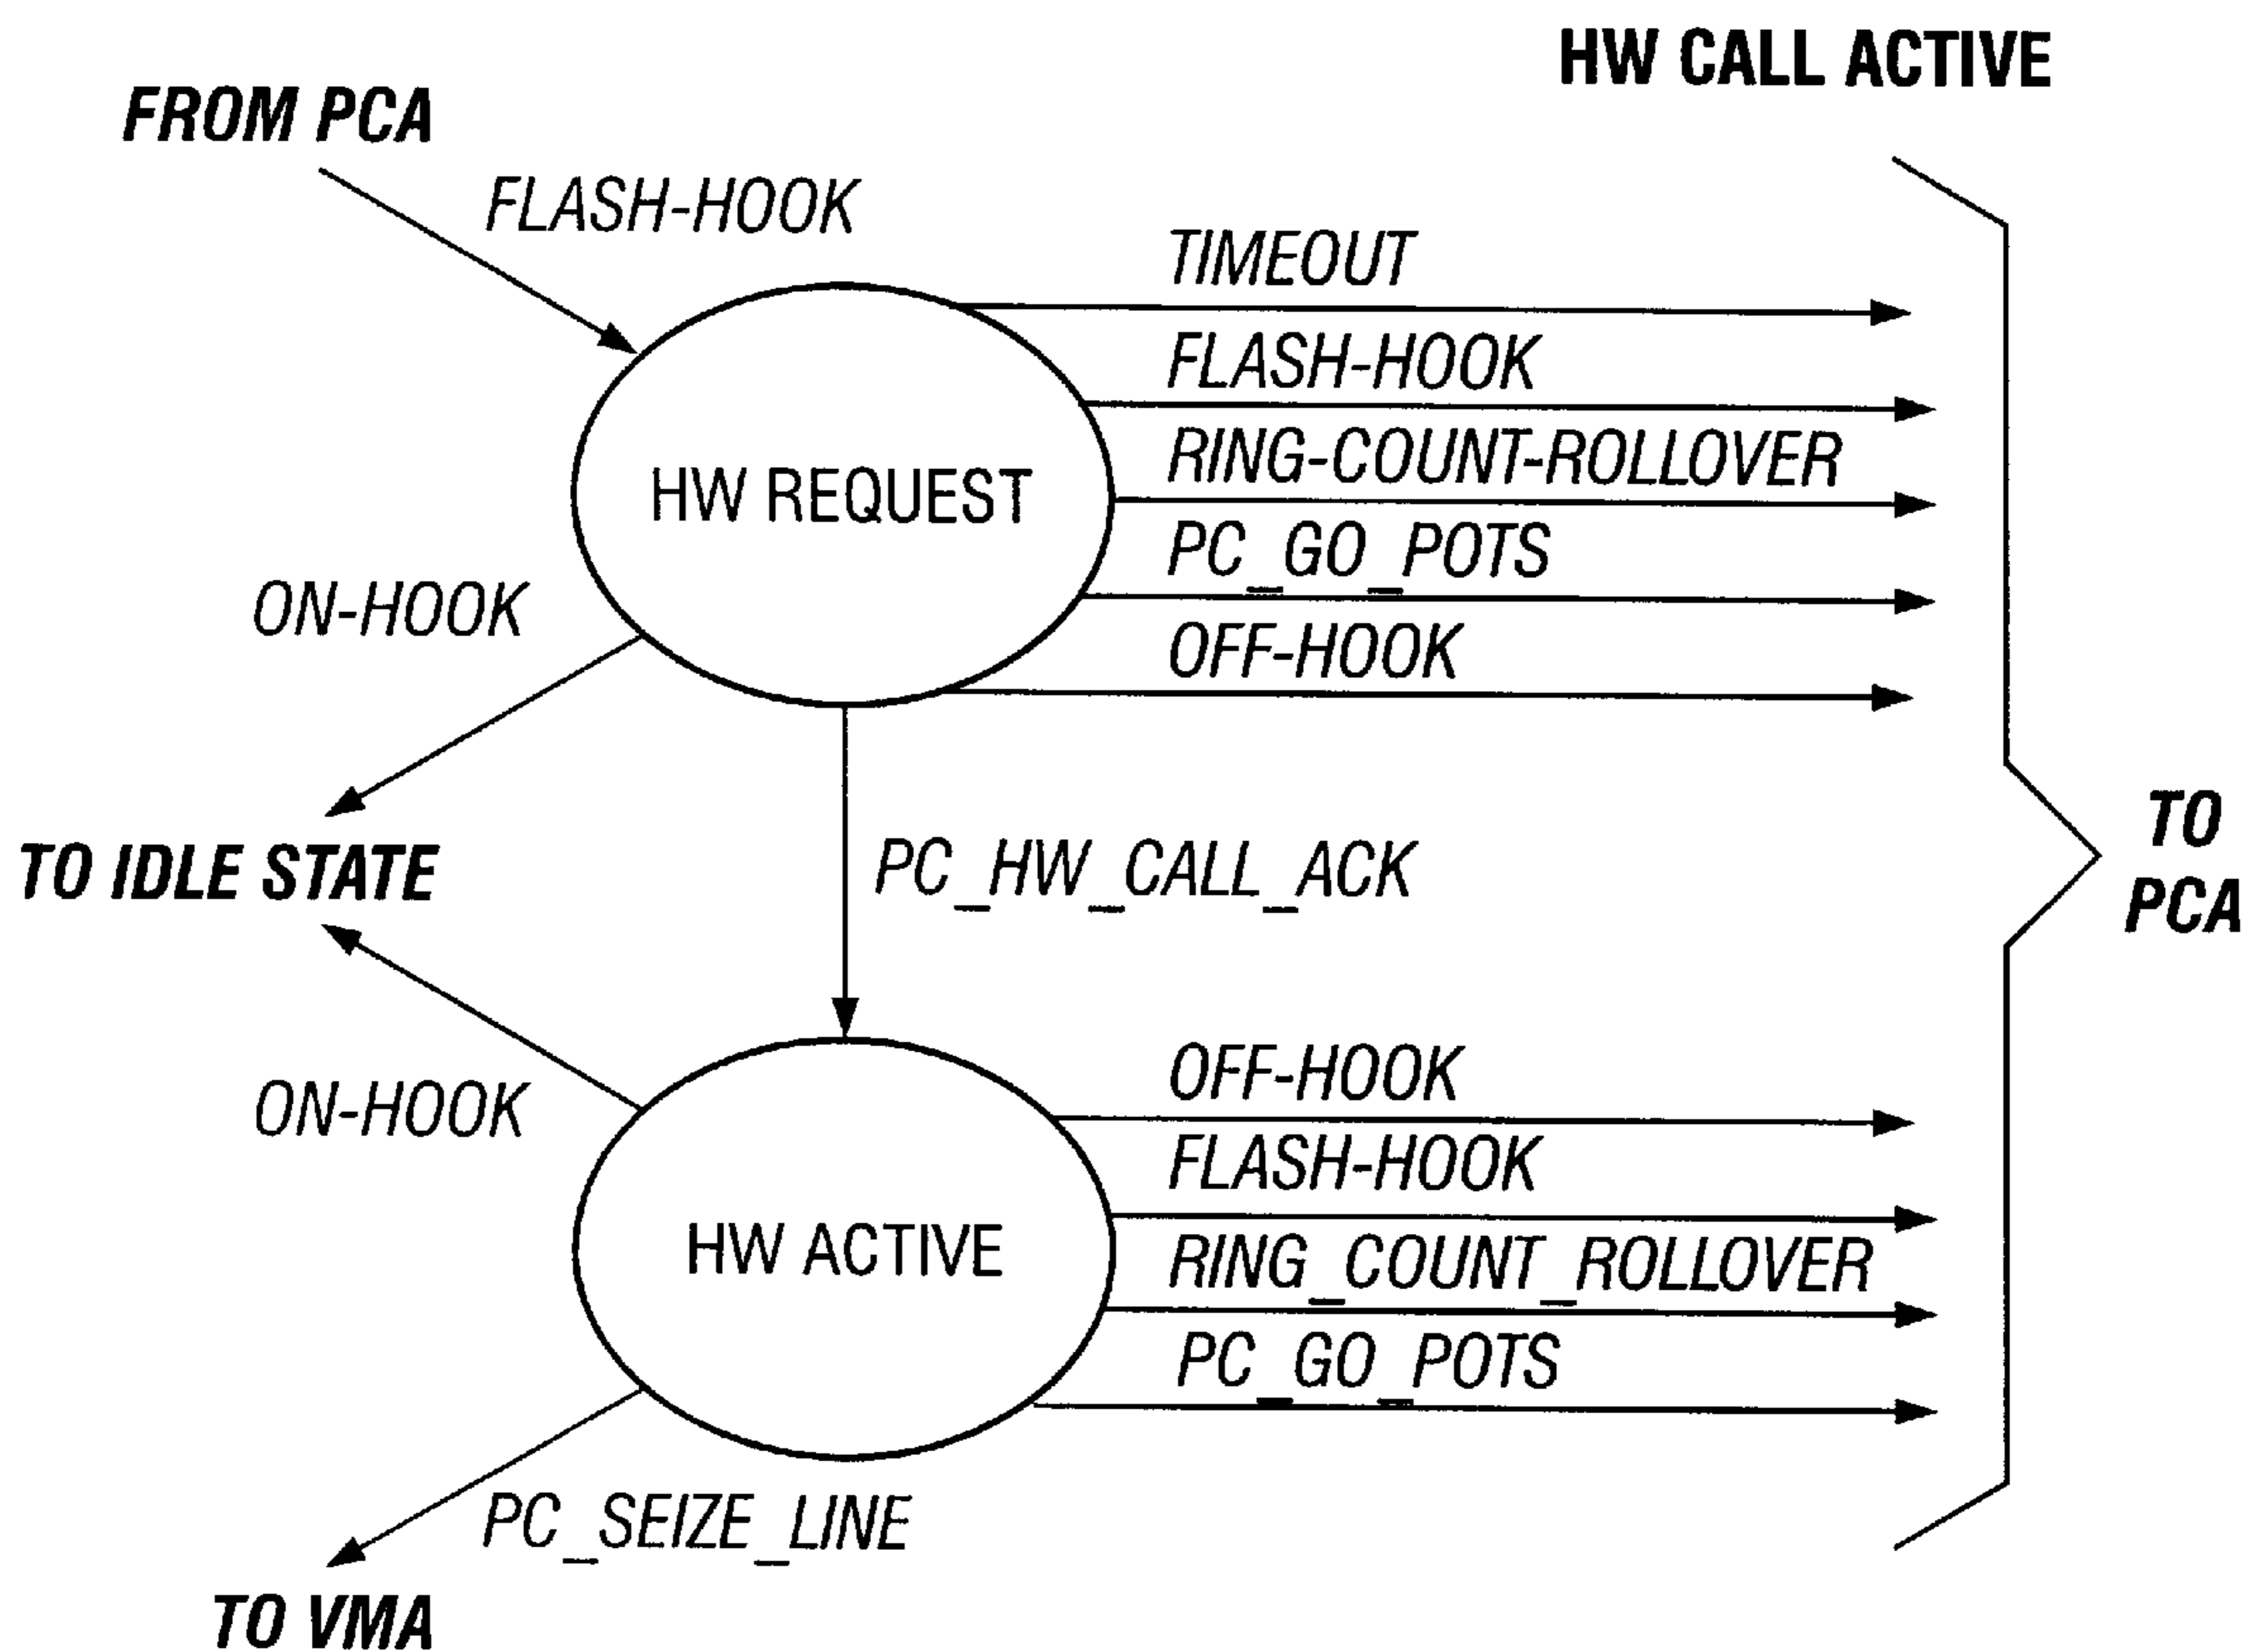 HW CALL ACTIVE
FROM PCA
FLASH-HOOK
TIMEOUT
FLASH-HOOK
RING-COUNT-ROLLOVER
HW REQUEST
PC_GO_POTS
ON-HOOK
OFF-HOOK
TO IDLE STATE
PC_HW_CALL_ACK
TO
PCA
ON-HOOK
OFF-HOOK
FLASH-HOOK
HW ACTIVE
RING_COUNT_ROLLOVER
PC_GO_POTS
PC_SEIZE_LINE
TO VMA